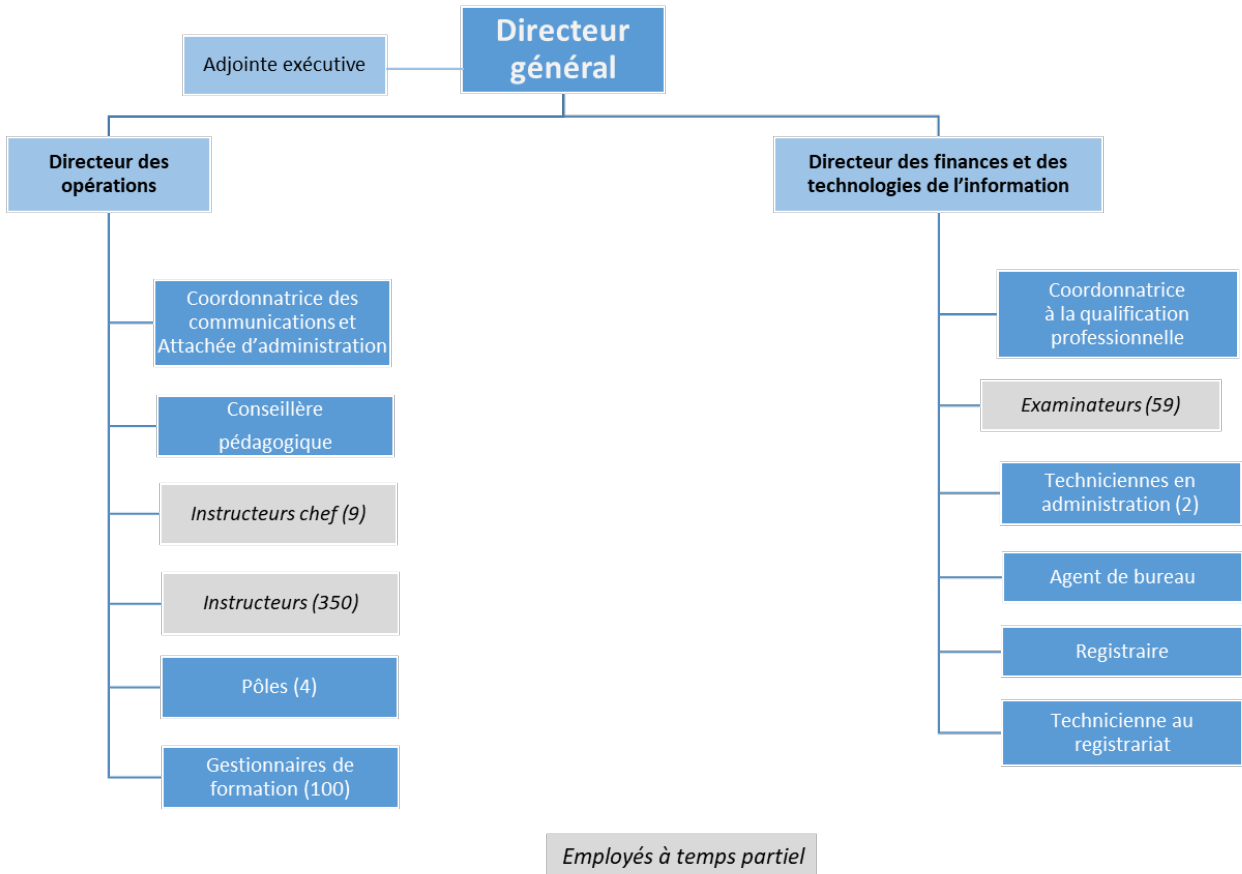 Directeur
général
Adjointe exécutive
Directeur des
opérations
Directeur des finances et des
technologies de l'information
Coordonnatrice des
communications et
Attachée d'administration
Conseillère
pédagogique
Instructeurs chef (9)
Instructeurs (350)
Pôles (4)
Gestionnaires de
formation (100)
Coordonnatrice
à la qualification
professionnelle
Examinateurs (59)
Techniciennes en
administration (2)
Agent de bureau
Registraire
Technicienne au
registrariat
Employés à temps partiel